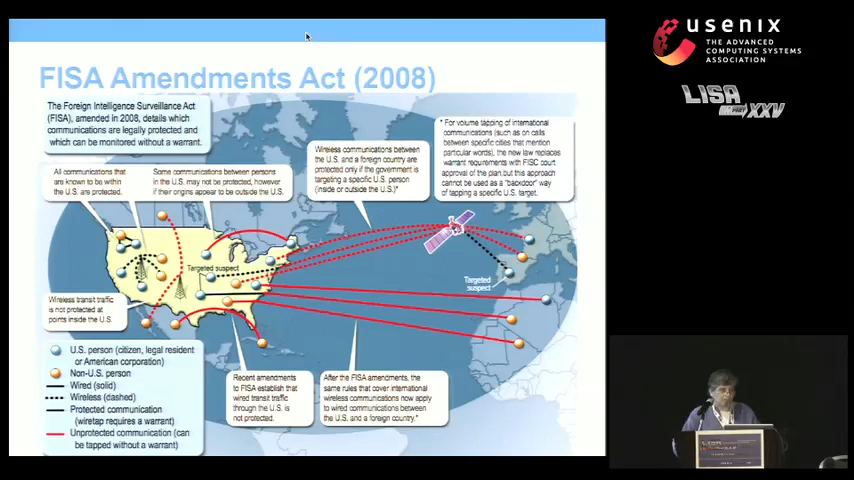 FISA Amendments Act (2008)
The Foreign Intelligence Surveillance Act
(FISA), amended in 2008, details which
communications are legally protected and
which can be monitored without a warrant.
All communications that
are known to be within
the U.S. are protected.
Some communications between persons
in the U.S. may not be protected, however
if their origins appear to be outside the U.S.
Wireless communications between
the U.S. and a foreign country are
protected only if the government is
targeting a specific U.S. person
(inside or outside the U.S.)*
* For volume tapping of international
communications (such as on calls
between specific cities that mention
particular words), the new law replaces
warrant requirements with FISC court
approval of the plan, but this approach
cannot be used as a "backdoor" way
of tapping a specific U.S. target.
Targeted suspect
Targeted
suspect
Wireless transit traffic
is not protected at
points inside the U.S.
U.S. person (citizen, legal resident
or American corporation)
Non-U.S. person
Wired (solid)
Wireless (dashed)
Protected communication
(wiretap requires a warrant)
Unprotected communication (can
be tapped without a warrant)
Recent amendments
to FISA establish that
wired transit traffic
through the U.S. is
not protected.
After the FISA amendments, the
same rules that cover international
wireless communications now apply
to wired communications between
the U.S. and a foreign country.*
usenix
THE ADVANCED
COMPUTING SYSTEMS
ASSOCIATION
LISA
XXV